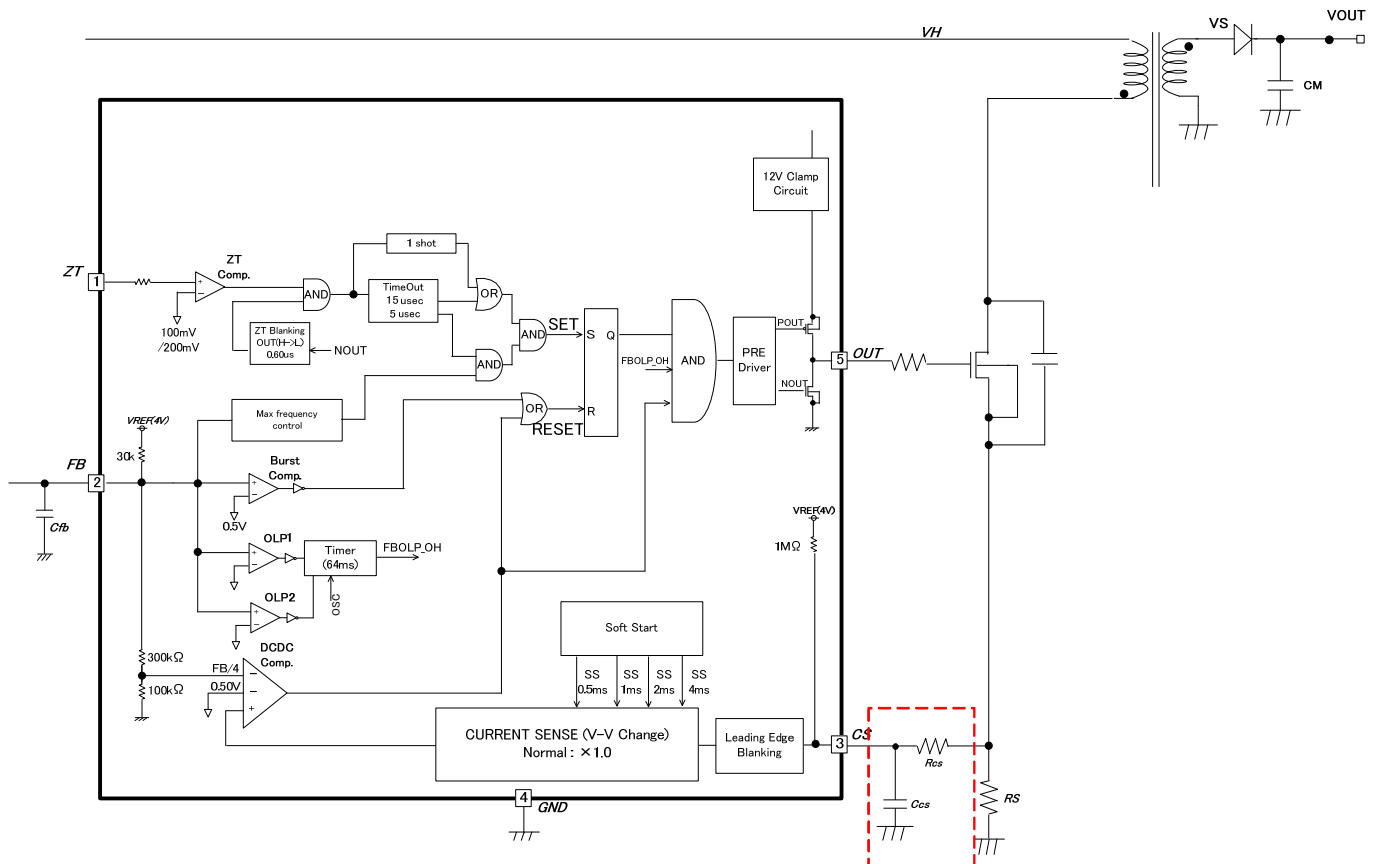 VH
VS
VOUT
CM
12V Clamp
Circuit
1 shot
ZT
1
ZT
Comp.
AND
TimeOut
15 usec
5 usec
OR
100mV
/200mV
ZT Blanking
OUT(H->L)
0.60us
NOUT
AND
AND
SET
S
Q
R
FBOLP_OH
AND
PRE
Driver
POUT
NOUT
5
OUT
Max frequency
control
OR
RESET
VREF(4V)
30k
FB
2
Cfb
Burst
Comp.
0.5V
OLP1
Timer
(64ms)
FBOLP_OH
OSC
OLP2
VREF(4V)
1MΩ
Soft Start
300kΩ
100kΩ
FB/4
0.50V
DCDC
Comp.
SS
0.5ms
SS
1ms
SS
2ms
SS
4ms
CURRENT SENSE (V-V Change)
Normal : ×1.0
Leading Edge
Blanking
3
CS
Rcs
Ccs
RS
4
GND